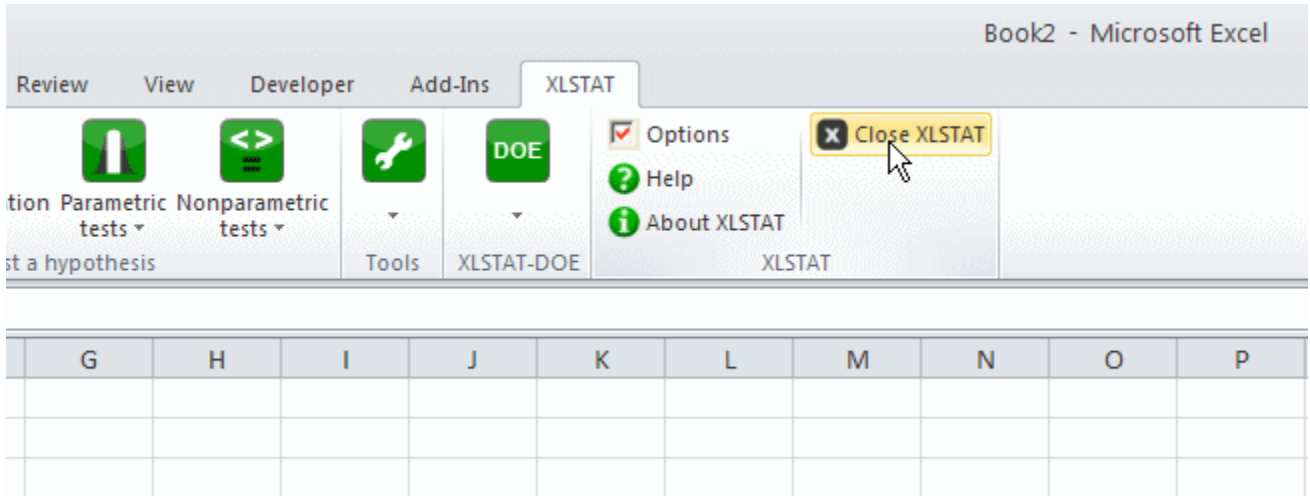 Book2 - Microsoft Excel
Review View Developer Add-Ins XLSTAT
<> =
DOE
Options
Close XLSTAT
Help
About XLSTAT
tion Parametric tests
Nonparametric tests
st a hypothesis
Tools
XLSTAT-DOE
XLSTAT
G H I J K L M N O P